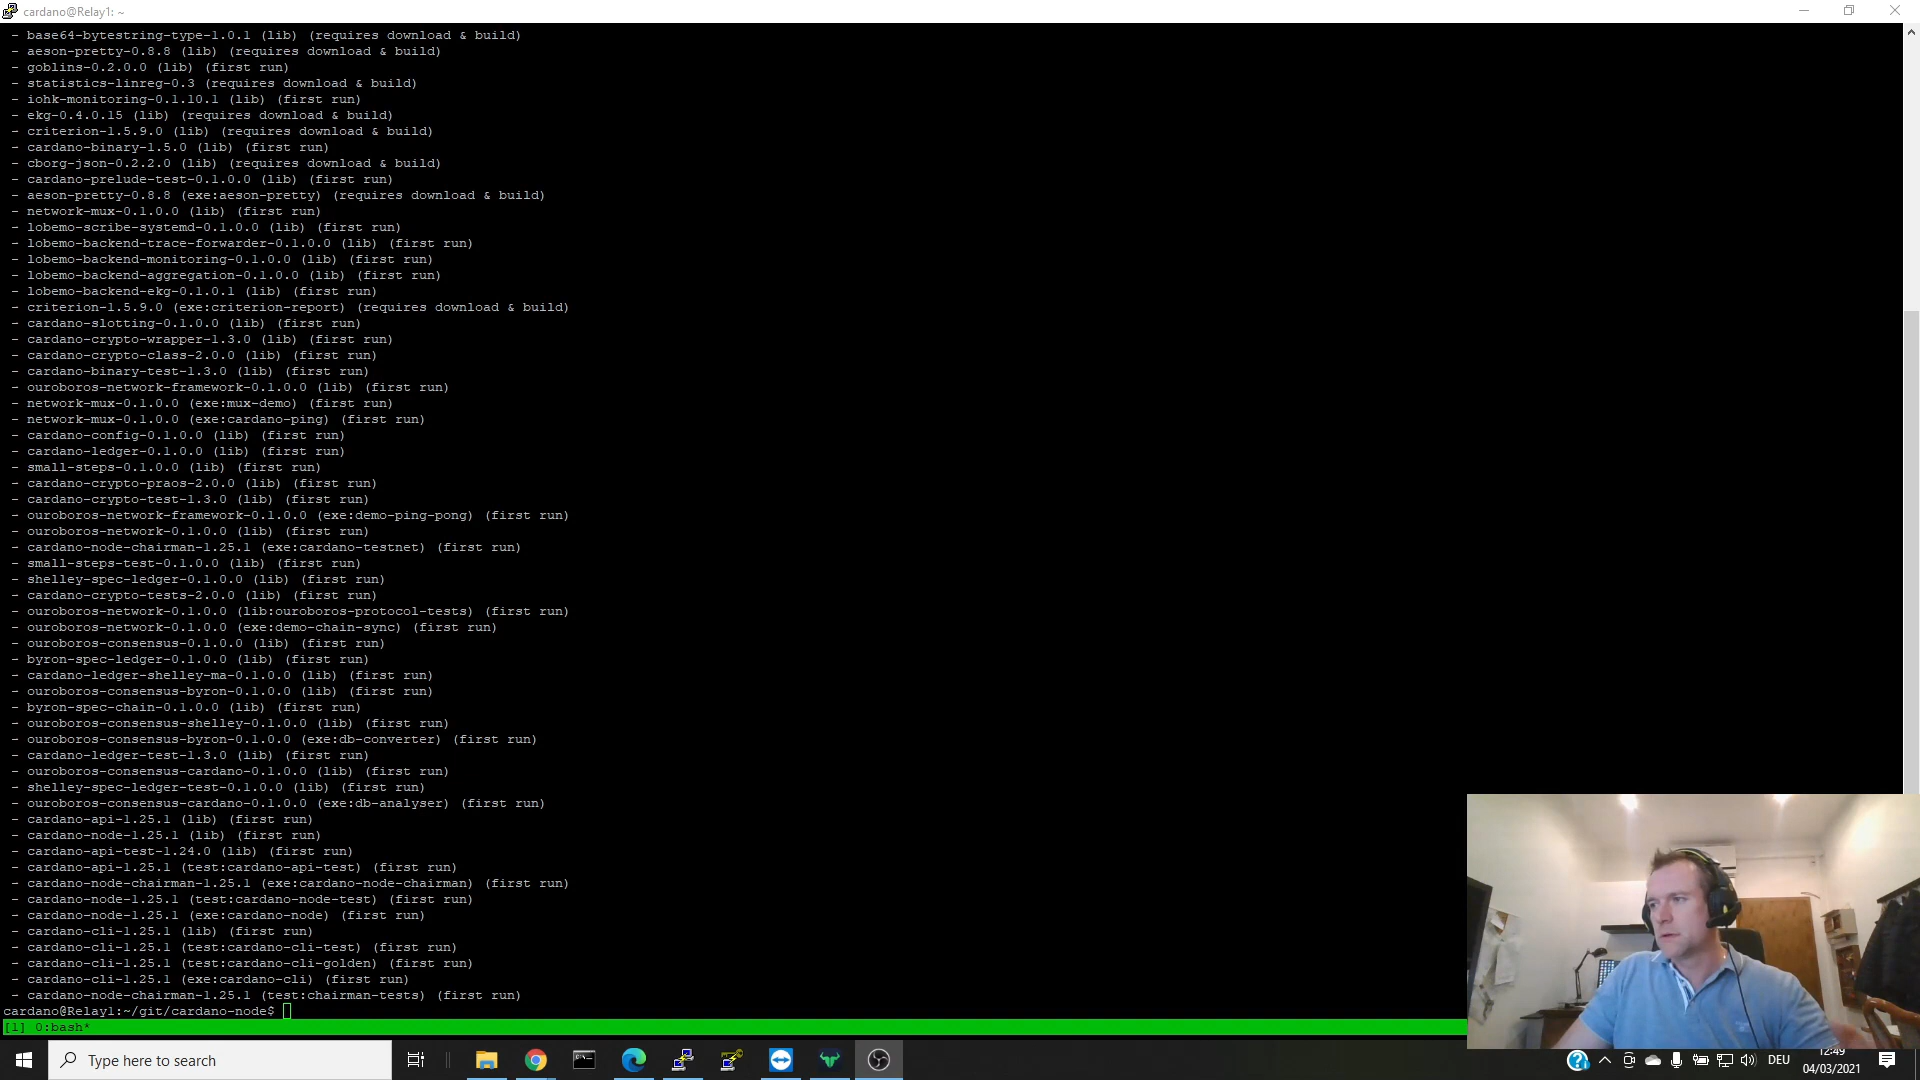 cardano@Relay1: ~
- base64-bytestring-type-1.0.1 (lib) (requires download & build)
- aeson-pretty-0.8.8 (lib) (requires download & build)
- goblins-0.2.0.0 (lib) (first run)
- statistics-linreg-0.3 (requires download & build)
- iohk-monitoring-0.1.10.1 (lib) (first run)
- ekg-0.4.0.15 (lib) (requires download & build)
- criterion-1.5.9.0 (lib) (requires download & build)
- cardano-binary-1.5.0 (lib) (first run)
- cborg-json-0.2.2.0 (lib) (requires download & build)
- cardano-prelude-test-0.1.0.0 (lib) (first run)
- aeson-pretty-0.8.8 (exe:aeson-pretty) (requires download & build)
- network-mux-0.1.0.0 (lib) (first run)
- lobemo-scribe-systemd-0.1.0.0 (lib) (first run)
- lobemo-backend-trace-forwarder-0.1.0.0 (lib) (first run)
- lobemo-backend-monitoring-0.1.0.0 (lib) (first run)
- lobemo-backend-aggregation-0.1.0.0 (lib) (first run)
- lobemo-backend-ekg-0.1.0.1 (lib) (first run)
- criterion-1.5.9.0 (exe:criterion-report) (requires download & build)
- cardano-slotting-0.1.0.0 (lib) (first run)
- cardano-crypto-wrapper-1.3.0 (lib) (first run)
- cardano-crypto-class-2.0.0 (lib) (first run)
- cardano-binary-test-1.3.0 (lib) (first run)
- ouroboros-network-framework-0.1.0.0 (lib) (first run)
- network-mux-0.1.0.0 (exe:mux-demo) (first run)
- network-mux-0.1.0.0 (exe:cardano-ping) (first run)
- cardano-config-0.1.0.0 (lib) (first run)
- cardano-ledger-0.1.0.0 (lib) (first run)
- small-steps-0.1.0.0 (lib) (first run)
- cardano-crypto-praos-2.0.0 (lib) (first run)
- cardano-crypto-test-1.3.0 (lib) (first run)
- ouroboros-network-framework-0.1.0.0 (exe:demo-ping-pong) (first run)
- ouroboros-network-0.1.0.0 (lib) (first run)
- cardano-node-chairman-1.25.1 (exe:cardano-testnet) (first run)
- small-steps-test-0.1.0.0 (lib) (first run)
- shelley-spec-ledger-0.1.0.0 (lib) (first run)
- cardano-crypto-tests-2.0.0 (lib) (first run)
- ouroboros-network-0.1.0.0 (lib:ouroboros-protocol-tests) (first run)
- ouroboros-network-0.1.0.0 (exe:demo-chain-sync) (first run)
- ouroboros-consensus-0.1.0.0 (lib) (first run)
- byron-spec-ledger-0.1.0.0 (lib) (first run)
- cardano-ledger-shelley-ma-0.1.0.0 (lib) (first run)
- ouroboros-consensus-byron-0.1.0.0 (lib) (first run)
- byron-spec-chain-0.1.0.0 (lib) (first run)
- ouroboros-consensus-shelley-0.1.0.0 (lib) (first run)
- ouroboros-consensus-byron-0.1.0.0 (exe:db-converter) (first run)
- cardano-ledger-test-1.3.0 (lib) (first run)
- ouroboros-consensus-cardano-0.1.0.0 (lib) (first run)
- shelley-spec-ledger-test-0.1.0.0 (lib) (first run)
- ouroboros-consensus-cardano-0.1.0.0 (exe:db-analyser) (first run)
- cardano-api-1.25.1 (lib) (first run)
- cardano-node-1.25.1 (lib) (first run)
- cardano-api-test-1.24.0 (lib) (first run)
- cardano-api-1.25.1 (test:cardano-api-test) (first run)
- cardano-node-chairman-1.25.1 (exe:cardano-node-chairman) (first run)
- cardano-node-1.25.1 (test:cardano-node-test) (first run)
- cardano-node-1.25.1 (exe:cardano-node) (first run)
- cardano-cli-1.25.1 (lib) (first run)
- cardano-cli-1.25.1 (test:cardano-cli-test) (first run)
- cardano-cli-1.25.1 (test:cardano-cli-golden) (first run)
- cardano-cli-1.25.1 (exe:cardano-cli) (first run)
- cardano-node-chairman-1.25.1 (test:chairman-tests) (first run)
cardano@Relay1:~/git/cardano-node$
[1] 0:bash*
Type here to search
DEU
12:49
04/03/2021